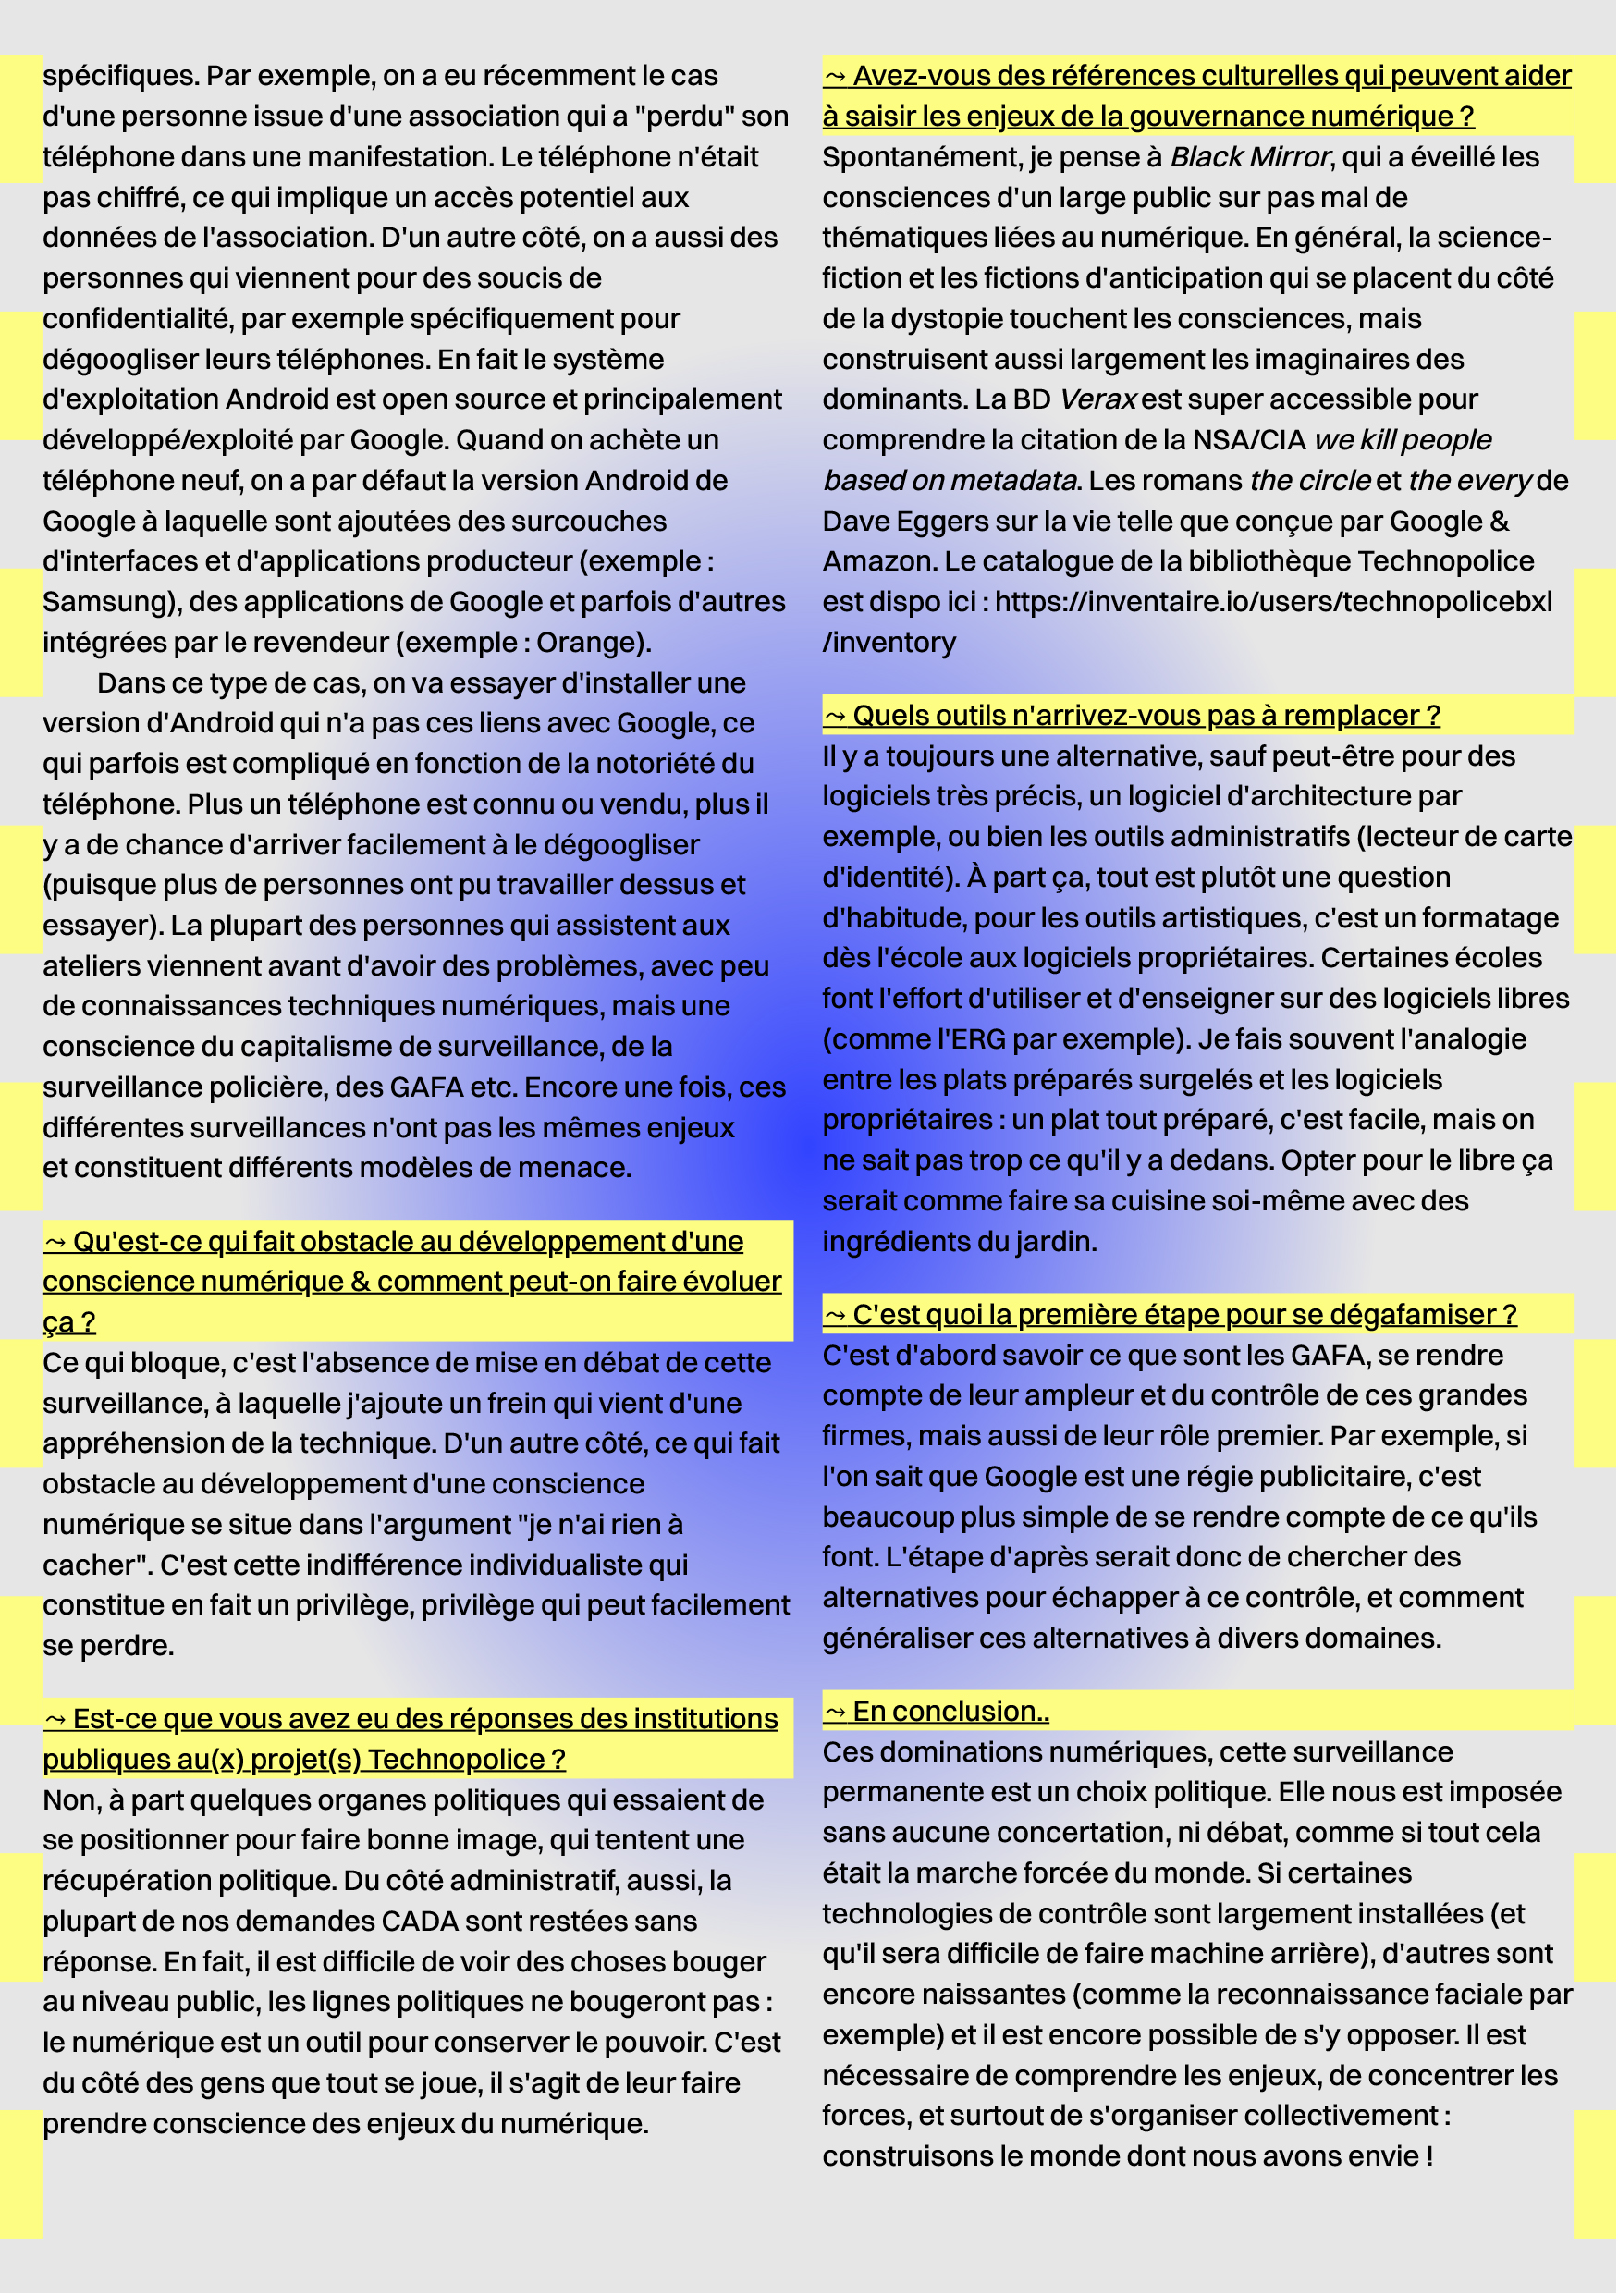 spécifiques. Par exemple, on a eu récemment le cas
d'une personne issue d'une association qui a "perdu" son
téléphone dans une manifestation. Le téléphone n'était
pas chiffré, ce qui implique un accès potentiel aux
données de l'association. D'un autre côté, on a aussi des
personnes qui viennent pour des soucis de
confidentialité, par exemple spécifiquement pour
dégoogliser leurs téléphones. En fait le système
d'exploitation Android est open source et principalement
développé/exploité par Google. Quand on achète un
téléphone neuf, on a par défaut la version Android de
Google à laquelle sont ajoutées des surcouches
d'interfaces et d'applications producteur (exemple :
Samsung), des applications de Google et parfois d'autres
intégrées par le revendeur (exemple : Orange).
Dans ce type de cas, on va essayer d'installer une
version d'Android qui n'a pas ces liens avec Google, ce
qui parfois est compliqué en fonction de la notoriété du
téléphone. Plus un téléphone est connu ou vendu, plus il
y a de chance d'arriver facilement à le dégoogliser
(puisque plus de personnes ont pu travailler dessus et
essayer). La plupart des personnes qui assistent aux
ateliers viennent avant d'avoir des problèmes, avec peu
de connaissances techniques numériques, mais une
conscience du capitalisme de surveillance, de la
surveillance policière, des GAFA etc. Encore une fois, ces
différentes surveillances n'ont pas les mêmes enjeux
et constituent différents modèles de menace.
⤳ Qu'est-ce qui fait obstacle au développement d'une
conscience numérique & comment peut-on faire évoluer
ça ?
Ce qui bloque, c'est l'absence de mise en débat de cette
surveillance, à laquelle j'ajoute un frein qui vient d'une
appréhension de la technique. D'un autre côté, ce qui fait
obstacle au développement d'une conscience
numérique se situe dans l'argument "je n'ai rien à
cacher". C'est cette indifférence individualiste qui
constitue en fait un privilège, privilège qui peut facilement
se perdre.
⤳ Est-ce que vous avez eu des réponses des institutions
publiques au(x) projet(s) Technopolice ?
Non, à part quelques organes politiques qui essaient de
se positionner pour faire bonne image, qui tentent une
récupération politique. Du côté administratif, aussi, la
plupart de nos demandes CADA sont restées sans
réponse. En fait, il est difficile de voir des choses bouger
au niveau public, les lignes politiques ne bougeront pas :
le numérique est un outil pour conserver le pouvoir. C'est
du côté des gens que tout se joue, il s'agit de leur faire
prendre conscience des enjeux du numérique.
⤳ Avez-vous des références culturelles qui peuvent aider
à saisir les enjeux de la gouvernance numérique ?
Spontanément, je pense à Black Mirror, qui a éveillé les
consciences d'un large public sur pas mal de
thématiques liées au numérique. En général, la science-
fiction et les fictions d'anticipation qui se placent du côté
de la dystopie touchent les consciences, mais
construisent aussi largement les imaginaires des
dominants. La BD Verax est super accessible pour
comprendre la citation de la NSA/CIA we kill people
based on metadata. Les romans the circle et the every de
Dave Eggers sur la vie telle que conçue par Google &
Amazon. Le catalogue de la bibliothèque Technopolice
est dispo ici : https://inventaire.io/users/technopolicebxl
/inventory
⤳ Quels outils n'arrivez-vous pas à remplacer ?
Il y a toujours une alternative, sauf peut-être pour des
logiciels très précis, un logiciel d'architecture par
exemple, ou bien les outils administratifs (lecteur de carte
d'identité). À part ça, tout est plutôt une question
d'habitude, pour les outils artistiques, c'est un formatage
dès l'école aux logiciels propriétaires. Certaines écoles
font l'effort d'utiliser et d'enseigner sur des logiciels libres
(comme l'ERG par exemple). Je fais souvent l'analogie
entre les plats préparés surgelés et les logiciels
propriétaires : un plat tout préparé, c'est facile, mais on
ne sait pas trop ce qu'il y a dedans. Opter pour le libre ça
serait comme faire sa cuisine soi-même avec des
ingrédients du jardin.
⤳ C'est quoi la première étape pour se dégafamiser ?
C'est d'abord savoir ce que sont les GAFA, se rendre
compte de leur ampleur et du contrôle de ces grandes
firmes, mais aussi de leur rôle premier. Par exemple, si
l'on sait que Google est une régie publicitaire, c'est
beaucoup plus simple de se rendre compte de ce qu'ils
font. L'étape d'après serait donc de chercher des
alternatives pour échapper à ce contrôle, et comment
généraliser ces alternatives à divers domaines.
⤳ En conclusion..
Ces dominations numériques, cette surveillance
permanente est un choix politique. Elle nous est imposée
sans aucune concertation, ni débat, comme si tout cela
était la marche forcée du monde. Si certaines
technologies de contrôle sont largement installées (et
qu'il sera difficile de faire machine arrière), d'autres sont
encore naissantes (comme la reconnaissance faciale par
exemple) et il est encore possible de s'y opposer. Il est
nécessaire de comprendre les enjeux, de concentrer les
forces, et surtout de s'organiser collectivement :
construisons le monde dont nous avons envie !